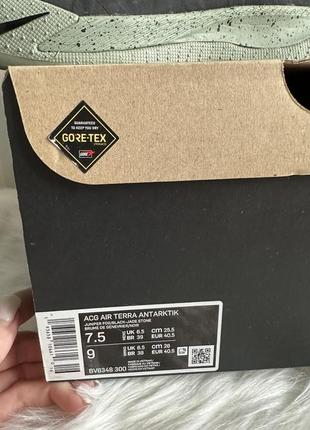 GUARANTEED
TO KEEP YOU DRY
GORE-TEX
ACG AIR TERRA ANTARKTIK
JUNIPER FOG/BLACK-JADE STONE
BRUME DE GENEVRIER/NOIR
7.5 UK 6.5 cm 25.5
BR 39 EUR 40.5
9 UK 6.5 cm 26
BR 39 EUR 40.5
BV6348 300